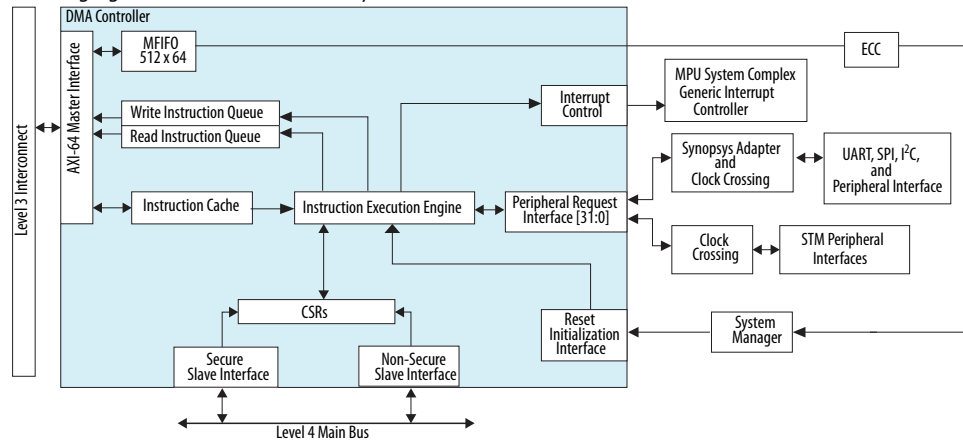 DMA Controller
MFIFO
512 x 64
ECC
MPU System Complex
Generic Interrupt
Controller
Interrupt
Control
Write Instruction Queue
Read Instruction Queue
AXI-64 Master Interface
Level 3 Interconnect
Synopsys Adapter
and
Clock Crossing
UART, SPI, I²C,
and
Peripheral Interface
Instruction Cache
Instruction Execution Engine
Peripheral Request
Interface [31:0]
Clock
Crossing
STM Peripheral
Interfaces
CSRs
Reset
Initialization
Interface
System
Manager
Secure
Slave Interface
Non-Secure
Slave Interface
Level 4 Main Bus